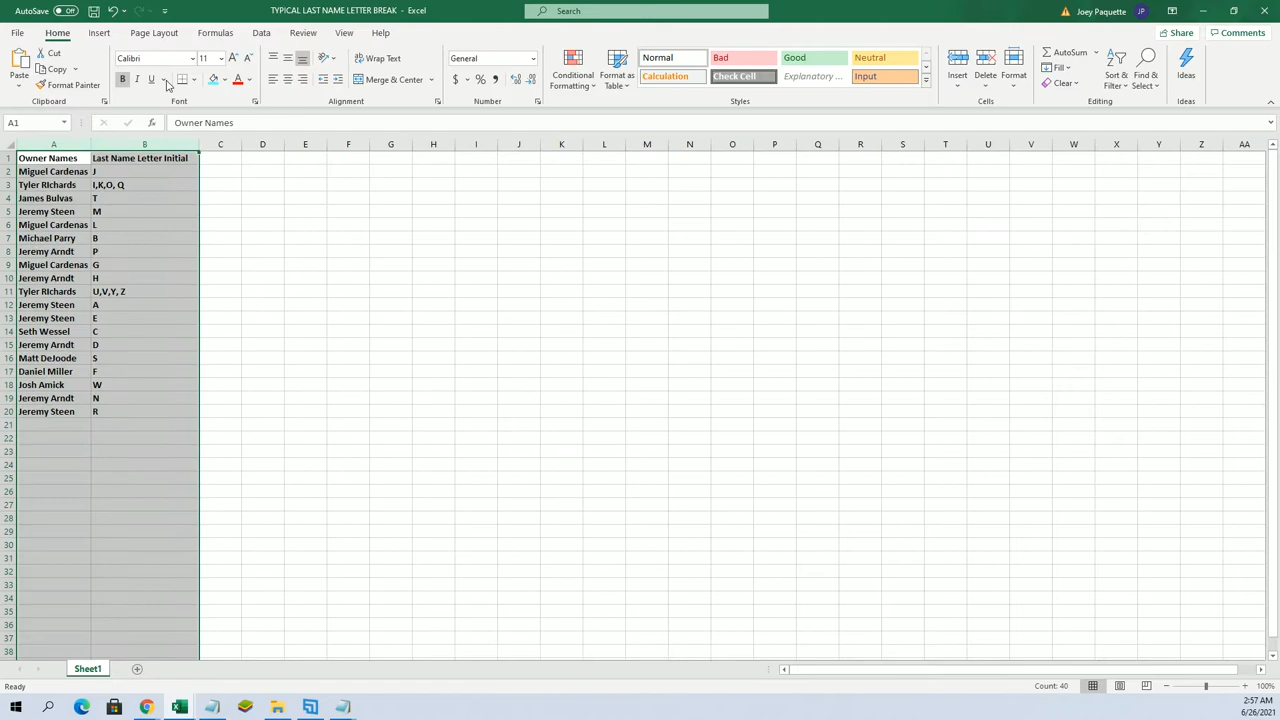 AutoSave Off TYPICAL LAST NAME LETTER BREAK - Excel Search Joey Paquette JP
File Home Insert Page Layout Formulas Data Review View Help Share Comments
Paste Cut Copy Format Painter Clipboard
Calibri 11 B I U A Font
Wrap Text Merge & Center Alignment
General $ % Number
Conditional Formatting Format as Table
Normal Bad Good Neutral
Calculation Check Cell Explanatory ... Input
Styles
Insert Delete Format Cells
AutoSum Fill Clear Sort & Filter Find & Select Editing
Ideas Ideas
A1 fx Owner Names
A B C D E F G H I J K L M N O P Q R S T U V W X Y Z AA
1 Owner Names Last Name Letter Initial
2 Miguel Cardenas J
3 Tyler RIchards I,K,O, Q
4 James Bulvas T
5 Jeremy Steen M
6 Miguel Cardenas L
7 Michael Parry B
8 Jeremy Arndt P
9 Miguel Cardenas G
10 Jeremy Arndt H
11 Tyler RIchards U,V,Y, Z
12 Jeremy Steen A
13 Jeremy Steen E
14 Seth Wessel C
15 Jeremy Arndt D
16 Matt DeJoode S
17 Daniel Miller F
18 Josh Amick W
19 Jeremy Arndt N
20 Jeremy Steen R
21
22
23
24
25
26
27
28
29
30
31
32
33
34
35
36
37
38
Sheet1
Ready Count: 40 100%
2:57 AM
6/26/2021